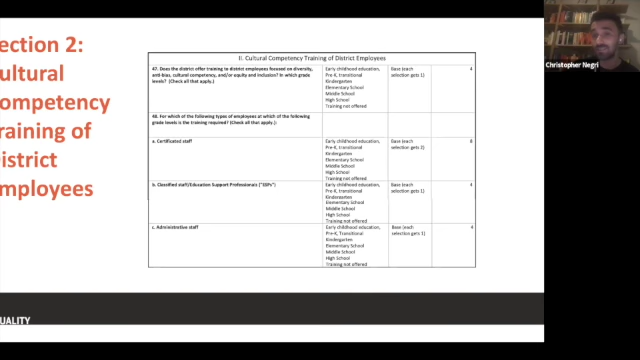 ection 2:
ultural
ompetency
raining of
istrict
mployees
II. Cultural Competency Training of District Employees
47. Does the district offer training to district employees focused on diversity,
anti-bias, cultural competency, and/or equity and inclusion? In which grade
levels? (Check all that apply.)
Early childhood education,
Pre-K, transitional
Kindergarten
Elementary School
Middle School
High School
Training not offered
Base (each
selection gets 1)
4
48. For which of the following types of employees at which of the following
grade levels is the training required? (Check all that apply.)
a. Certificated staff
Early childhood education,
Pre-K, Transitional
Kindergarten
Elementary School
Middle School
High School
Training not offered
Base (each
selection gets 2)
8
b. Classified staff/Education Support Professionals ("ESPs")
Early childhood education,
Pre-K, Transitional
Kindergarten
Elementary School
Middle School
High School
Training not offered
Base (each
selection gets 1)
4
c. Administrative staff
Early childhood education,
Pre-K, Transitional
Kindergarten
Elementary School
Middle School
High School
Training not offered
Base (each
selection gets 1)
4
QUALITY
Christopher Negri